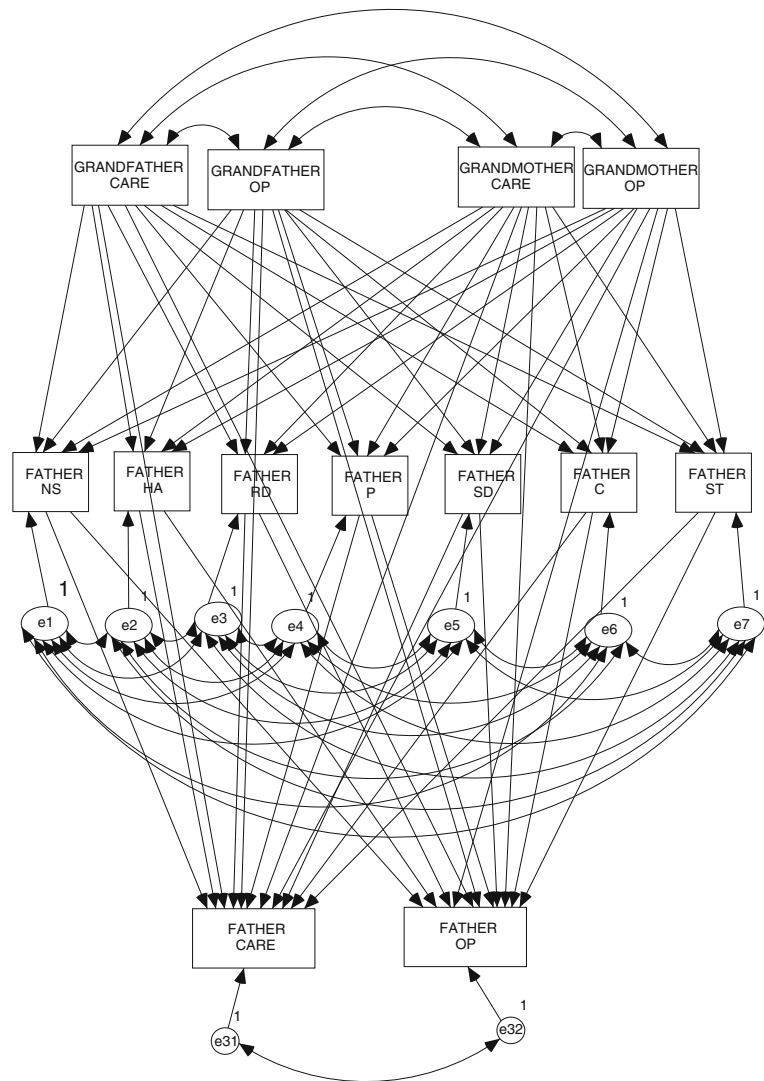 GRANDFATHER
CARE
GRANDFATHER
OP
GRANDMOTHER
CARE
GRANDMOTHER
OP
FATHER
NS
FATHER
HA
FATHER
RD
FATHER
P
FATHER
SD
FATHER
C
FATHER
ST
1
1
1
1
1
1
1
e1
e2
e3
e4
e5
e6
e7
FATHER
CARE
FATHER
OP
1
1
e31
e32